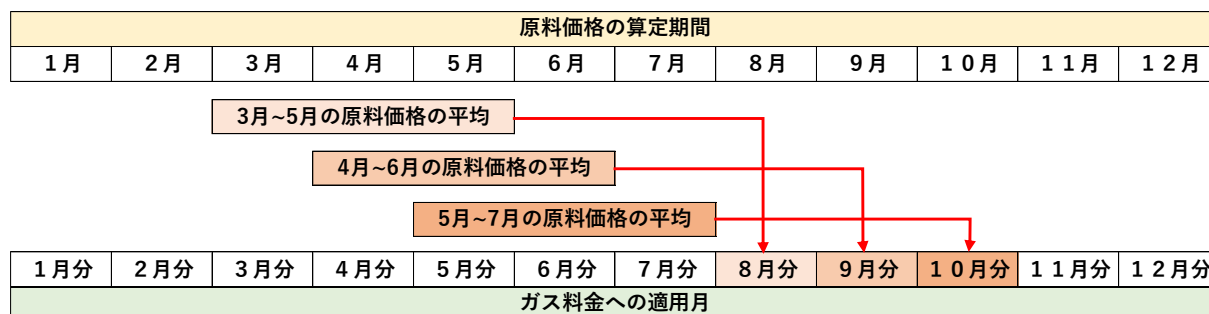 原料価格の算定期間
１月 ２月 ３月 ４月 ５月 ６月 ７月 ８月 ９月 １０月 １１月 １２月
3月~5月の原料価格の平均
4月~6月の原料価格の平均
5月~7月の原料価格の平均
１月分 ２月分 ３月分 ４月分 ５月分 ６月分 ７月分 ８月分 ９月分 １０月分 １１月分 １２月分
ガス料金への適用月